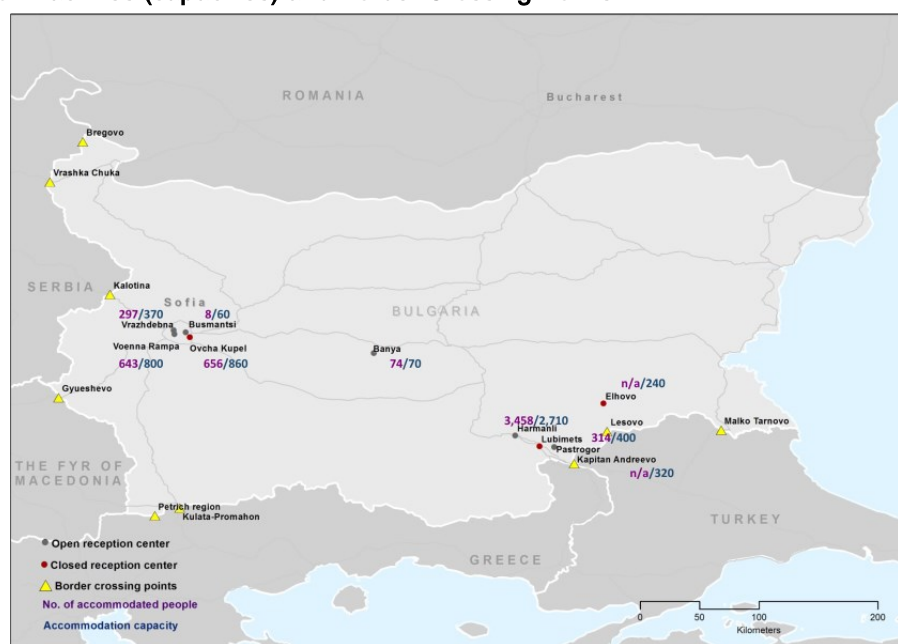 ROMANIA
Bucharest
Bregovo
Vrashka Chuka
SERBIA
Kalotina
Sofia
297/370
8/60
Vrazhdebna
Busmantsi
BULGARIA
Voenna Rampa
Ovcha Kupel
Banya
643/800
656/860
74/70
n/a/240
Gyueshevo
Elhovo
3,458/2,710
Lesovo
Malko Tarnovo
Harmanli
314/400
Lubimets
Pastrogor
Kapitan Andreevo
THE FYR OF
MACEDONIA
n/a/320
Petrich region
Kulata-Promahon
TURKEY
GREECE
Open reception center
Closed reception center
Border crossing points
No. of accommodated people
Accommodation capacity
0 50 100 200
Kilometers